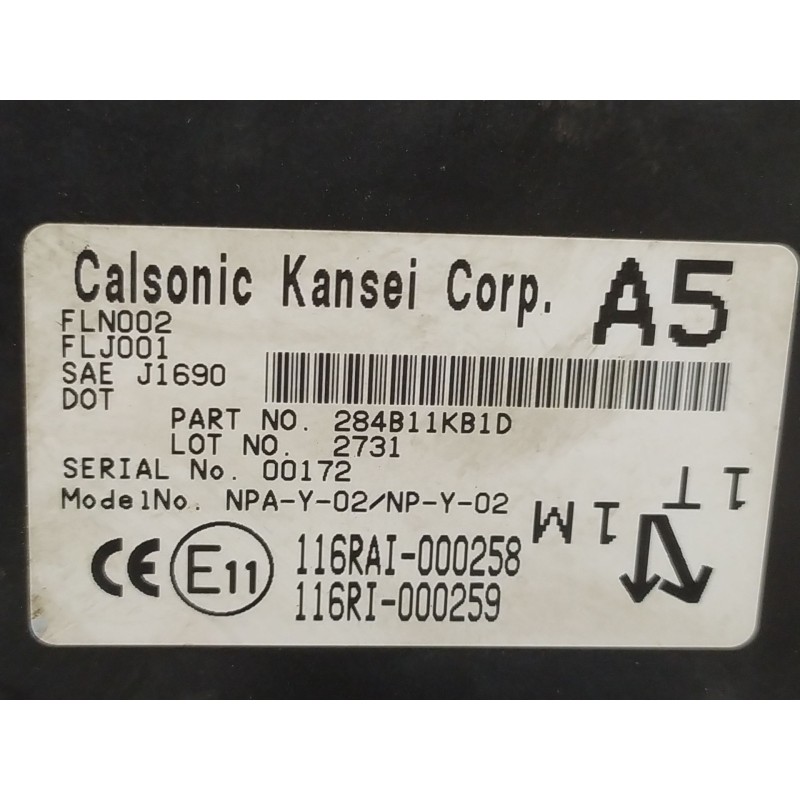 Calsonic Kansei Corp. A5
FLN002
FLJ001
SAE J1690
DOT
PART NO. 284B11KB1D
LOT NO. 2731
SERIAL No. 00172
ModelNo. NPA-Y-02/NP-Y-02
1T
1M
CE E11 116RAI-000258
116RI-000259